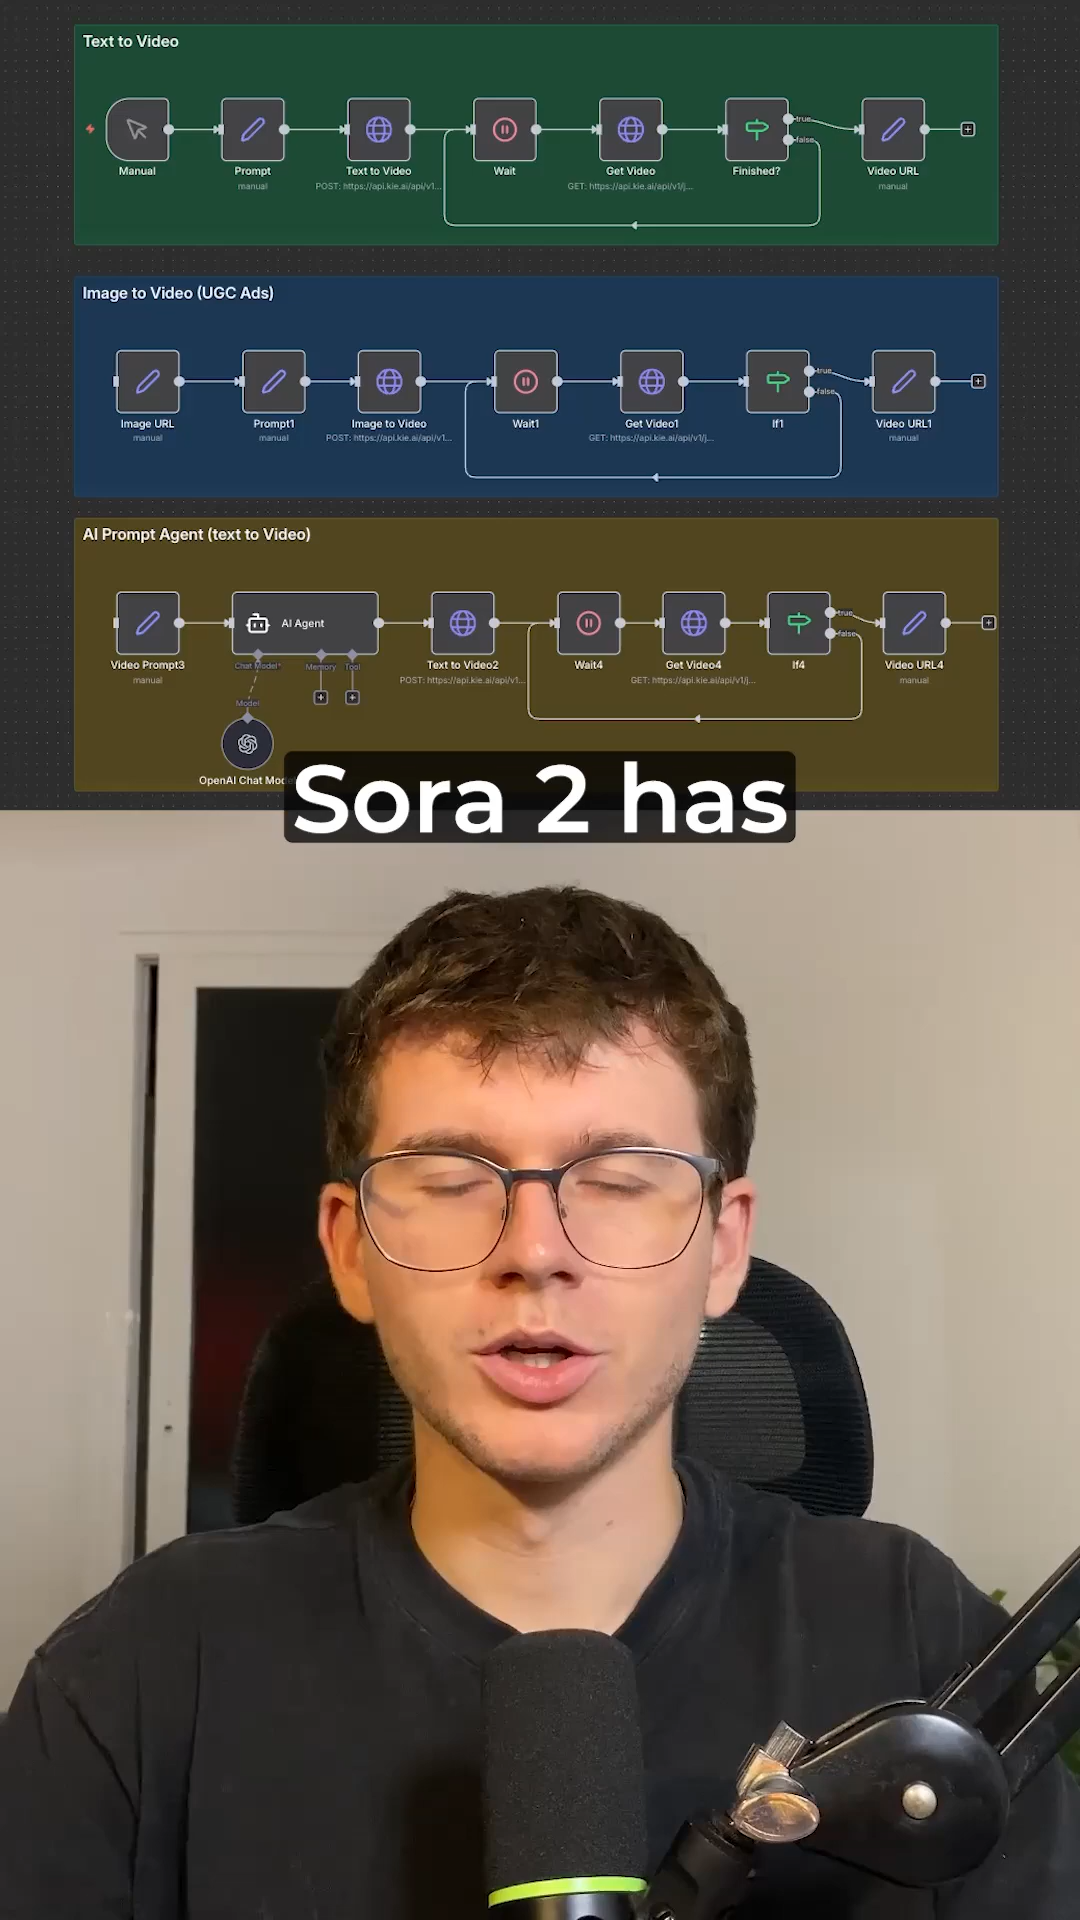 Text to Video
true
false
Manual
Prompt
manual
Text to Video
POST: https://api.kie.ai/api/v1...
Wait
Get Video
GET: https://api.kie.ai/api/v1/j...
Finished?
Video URL
manual
Image to Video (UGC Ads)
true
false
Image URL
manual
Prompt1
manual
Image to Video
POST: https://api.kie.ai/api/v1...
Wait1
Get Video1
GET: https://api.kie.ai/api/v1/j...
If1
Video URL1
manual
AI Prompt Agent (text to Video)
AI Agent
true
false
Video Prompt3
manual
Chat Model*
Memory
Tool
Text to Video2
POST: https://api.kie.ai/api/v1...
Wait4
Get Video4
GET: https://api.kie.ai/api/v1/j...
If4
Video URL4
manual
Model
OpenAI Chat
Sora 2 has